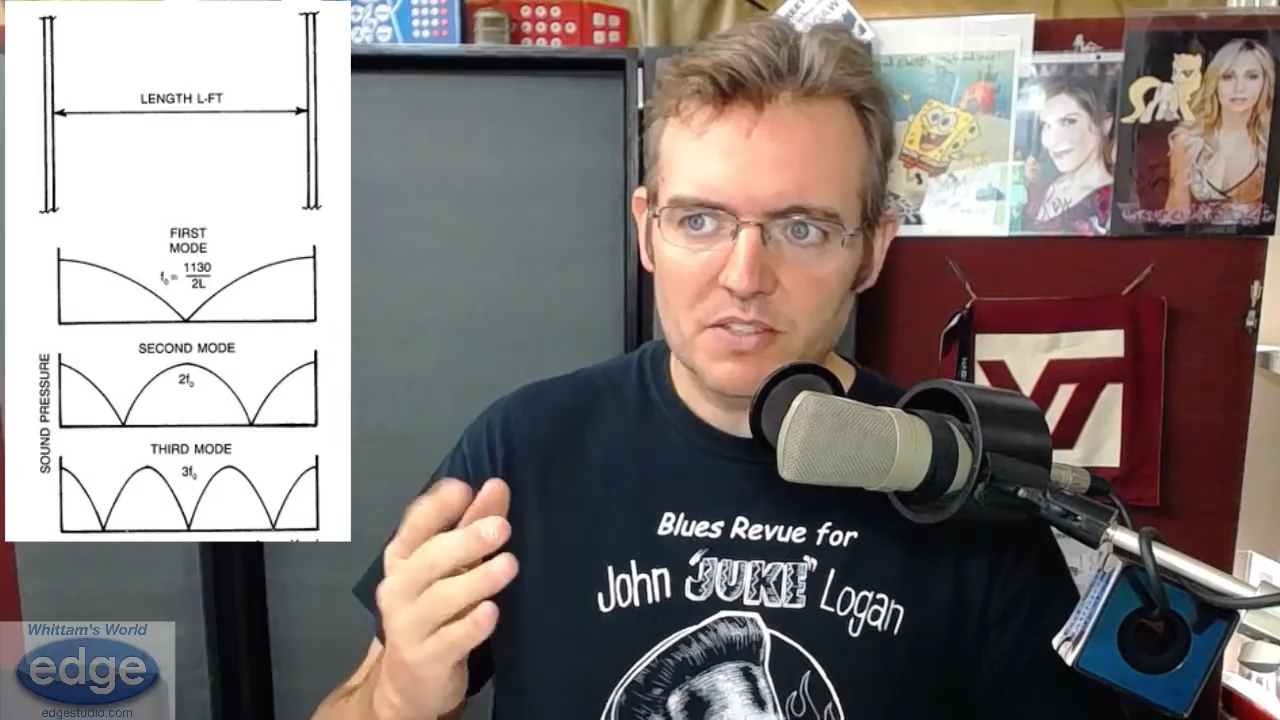 LENGTH L-FT
FIRST
MODE
f₀ = 1130
2L
SECOND MODE
2f₀
SOUND PRESSURE
THIRD MODE
3f₀
Blues Revue for
John "JUKE" Logan
VT
Whittam's World
edge
edgestudio.com